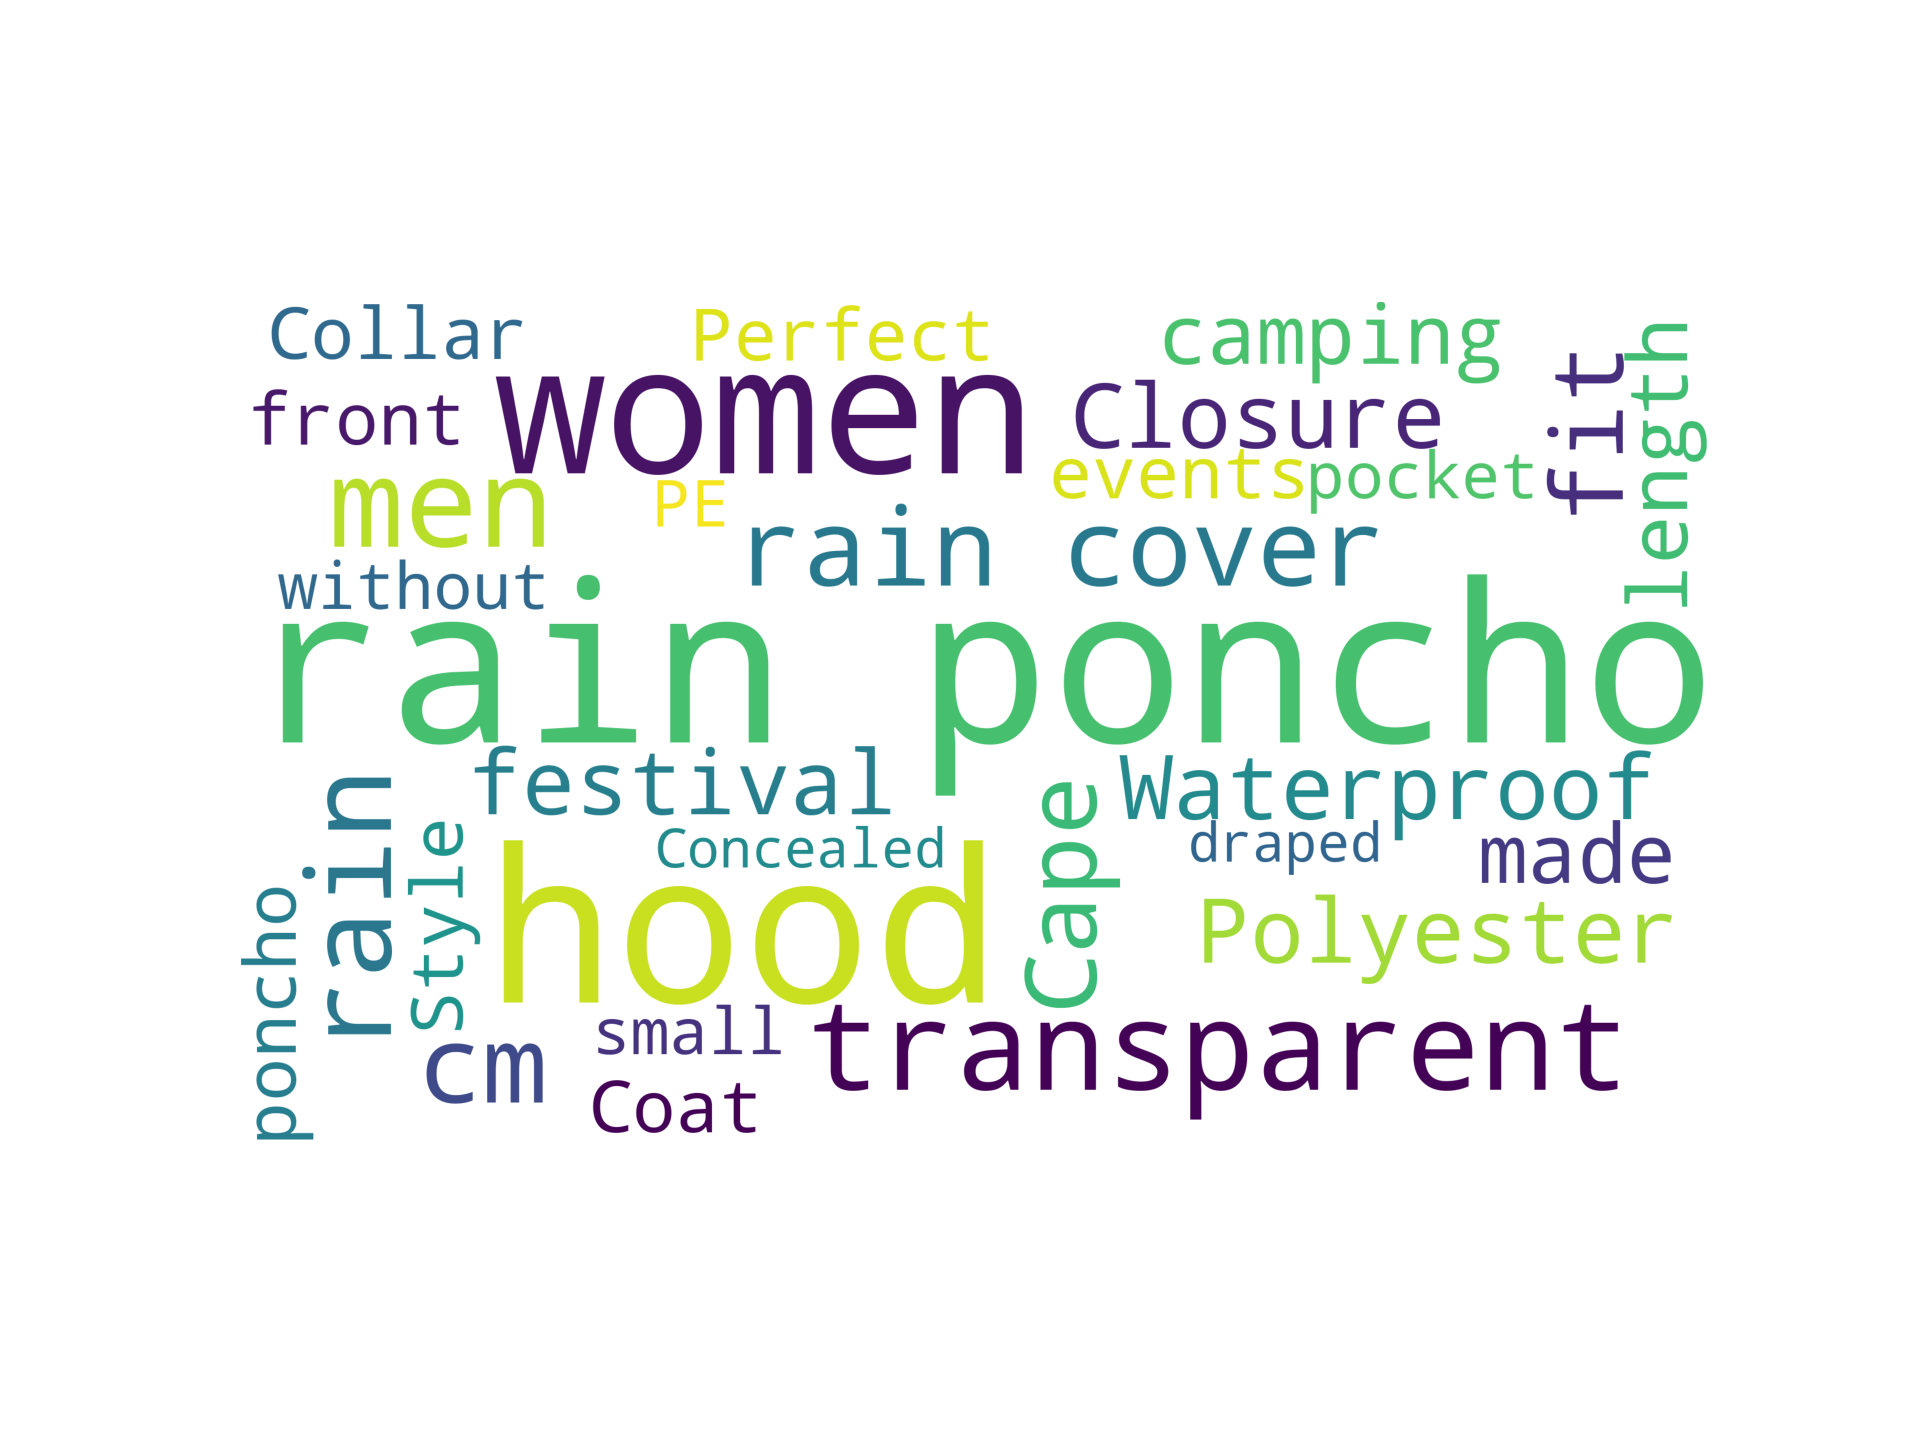 Collar
Perfect
camping
women
Closure
front
fit
length
men
PE
events
pocket
rain cover
without
rain poncho
festival
Waterproof
rain
Style
Concealed
Cape
draped
made
hood
poncho
Polyester
cm
small
transparent
Coat